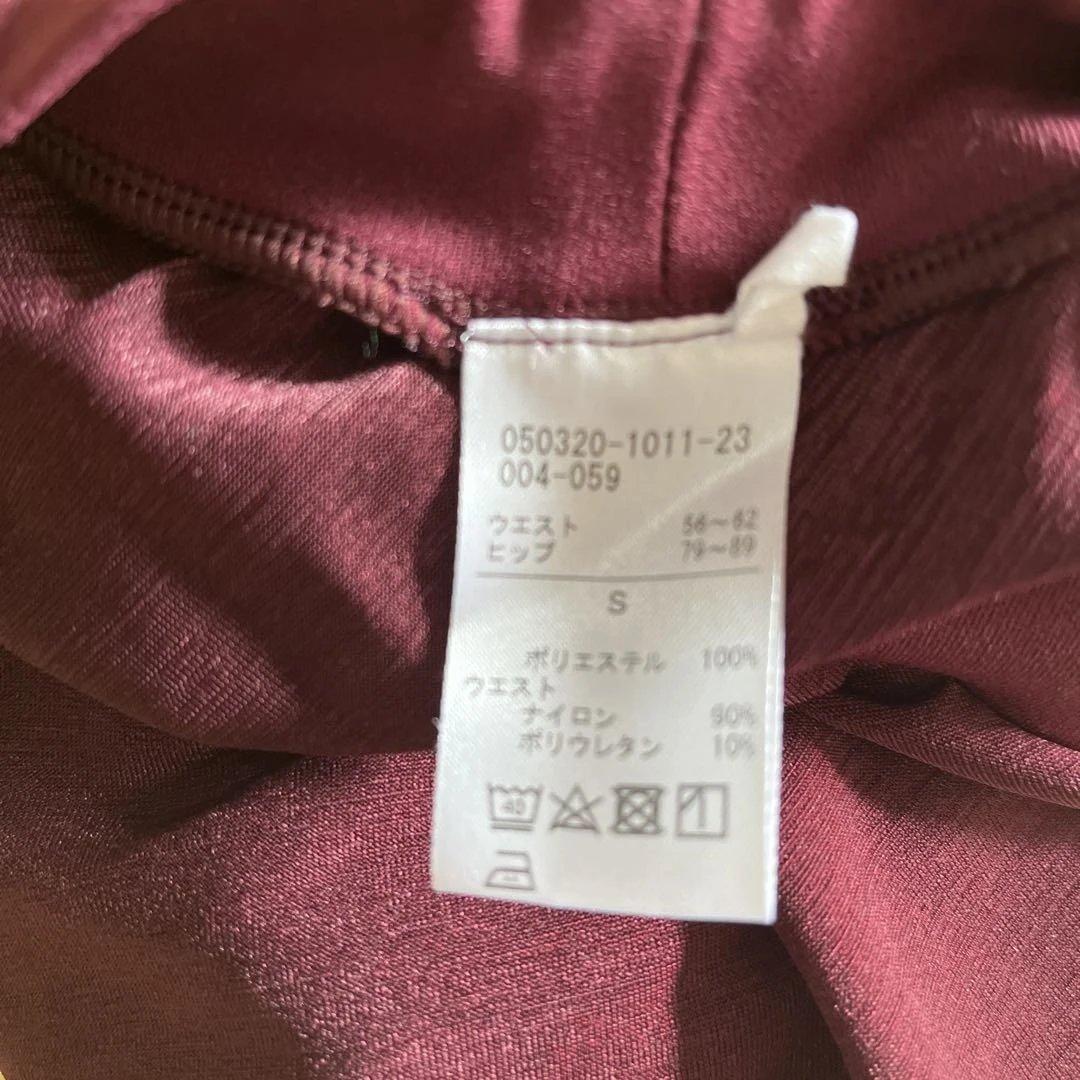 050320-1011-23
004-059
ウエスト 56〜62
ヒップ 79〜89
S
ポリエステル 100%
ウエスト
ナイロン 90%
ポリウレタン 10%
40